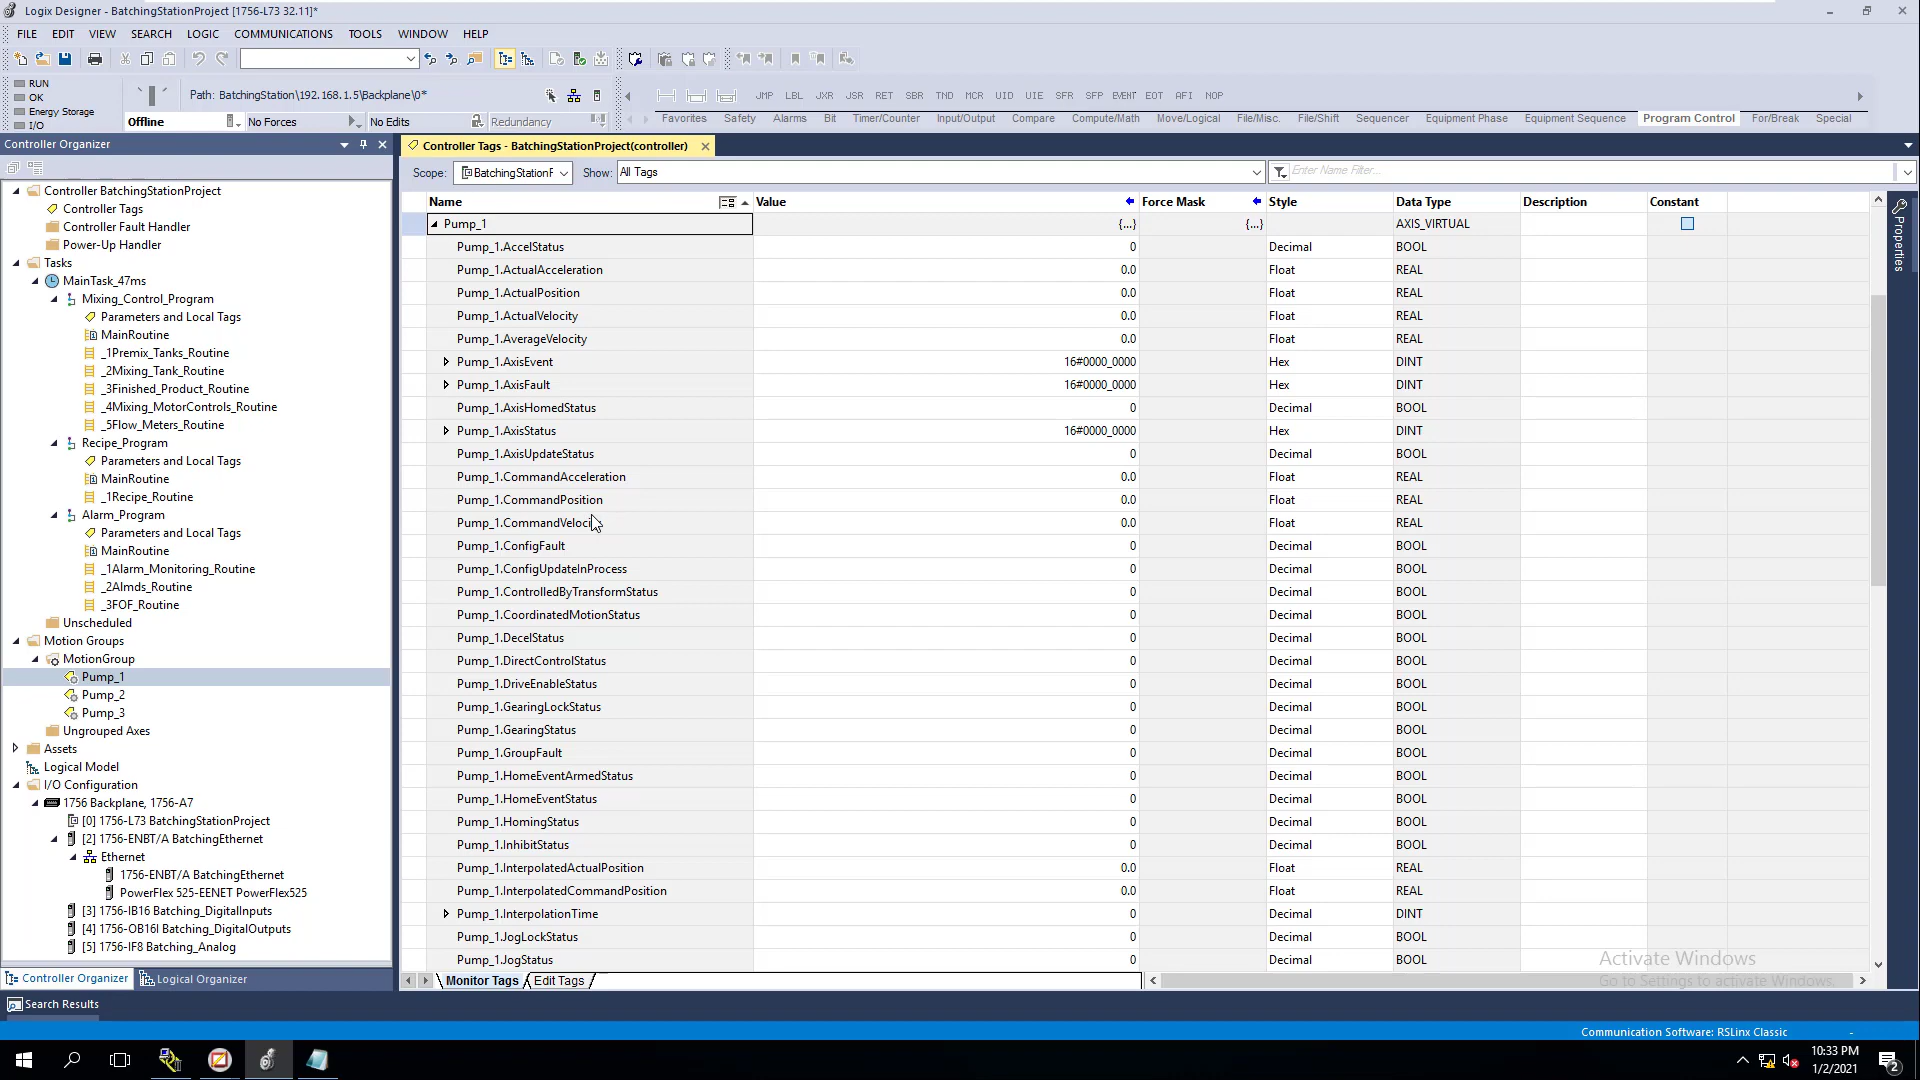 Logix Designer - BatchingStationProject [1756-L73 32.11]*
FILE EDIT VIEW SEARCH LOGIC COMMUNICATIONS TOOLS WINDOW HELP
RUN
OK
Energy Storage
I/O
Path: BatchingStation\192.168.1.5\Backplane\0*
Offline No Forces No Edits Redundancy
JMP LBL JXR JSR RET SBR TND MCR UID UIE SFR SFP EVENT EOT AFI NOP
Favorites Safety Alarms Bit Timer/Counter Input/Output Compare Compute/Math Move/Logical File/Misc. File/Shift Sequencer Equipment Phase Equipment Sequence Program Control For/Break Special
Controller Organizer
Controller BatchingStationProject
Controller Tags
Controller Fault Handler
Power-Up Handler
Tasks
MainTask_47ms
Mixing_Control_Program
Parameters and Local Tags
MainRoutine
_1Premix_Tanks_Routine
_2Mixing_Tank_Routine
_3Finished_Product_Routine
_4Mixing_MotorControls_Routine
_5Flow_Meters_Routine
Recipe_Program
Parameters and Local Tags
MainRoutine
_1Recipe_Routine
Alarm_Program
Parameters and Local Tags
MainRoutine
_1Alarm_Monitoring_Routine
_2Almds_Routine
_3FOF_Routine
Unscheduled
Motion Groups
MotionGroup
Pump_1
Pump_2
Pump_3
Ungrouped Axes
Assets
Logical Model
I/O Configuration
1756 Backplane, 1756-A7
[0] 1756-L73 BatchingStationProject
[2] 1756-ENBT/A BatchingEthernet
Ethernet
1756-ENBT/A BatchingEthernet
PowerFlex 525-EENET PowerFlex525
[3] 1756-IB16 Batching_DigitalInputs
[4] 1756-OB16I Batching_DigitalOutputs
[5] 1756-IF8 Batching_Analog
Controller Organizer Logical Organizer
Controller Tags - BatchingStationProject(controller)
Scope: BatchingStationF Show: All Tags Enter Name Filter...
Name Value Force Mask Style Data Type Description Constant
Pump_1 {...} {...} AXIS_VIRTUAL
Pump_1.AccelStatus 0 Decimal BOOL
Pump_1.ActualAcceleration 0.0 Float REAL
Pump_1.ActualPosition 0.0 Float REAL
Pump_1.ActualVelocity 0.0 Float REAL
Pump_1.AverageVelocity 0.0 Float REAL
Pump_1.AxisEvent 16#0000_0000 Hex DINT
Pump_1.AxisFault 16#0000_0000 Hex DINT
Pump_1.AxisHomedStatus 0 Decimal BOOL
Pump_1.AxisStatus 16#0000_0000 Hex DINT
Pump_1.AxisUpdateStatus 0 Decimal BOOL
Pump_1.CommandAcceleration 0.0 Float REAL
Pump_1.CommandPosition 0.0 Float REAL
Pump_1.CommandVelocity 0.0 Float REAL
Pump_1.ConfigFault 0 Decimal BOOL
Pump_1.ConfigUpdateInProcess 0 Decimal BOOL
Pump_1.ControlledByTransformStatus 0 Decimal BOOL
Pump_1.CoordinatedMotionStatus 0 Decimal BOOL
Pump_1.DecelStatus 0 Decimal BOOL
Pump_1.DirectControlStatus 0 Decimal BOOL
Pump_1.DriveEnableStatus 0 Decimal BOOL
Pump_1.GearingLockStatus 0 Decimal BOOL
Pump_1.GearingStatus 0 Decimal BOOL
Pump_1.GroupFault 0 Decimal BOOL
Pump_1.HomeEventArmedStatus 0 Decimal BOOL
Pump_1.HomeEventStatus 0 Decimal BOOL
Pump_1.HomingStatus 0 Decimal BOOL
Pump_1.InhibitStatus 0 Decimal BOOL
Pump_1.InterpolatedActualPosition 0.0 Float REAL
Pump_1.InterpolatedCommandPosition 0.0 Float REAL
Pump_1.InterpolationTime 0 Decimal DINT
Pump_1.JogLockStatus 0 Decimal BOOL
Pump_1.JogStatus 0 Decimal BOOL
Monitor Tags Edit Tags
Properties
Activate Windows
Go to Settings to activate Windows.
Search Results
Communication Software: RSLinx Classic
10:33 PM
1/2/2021
2